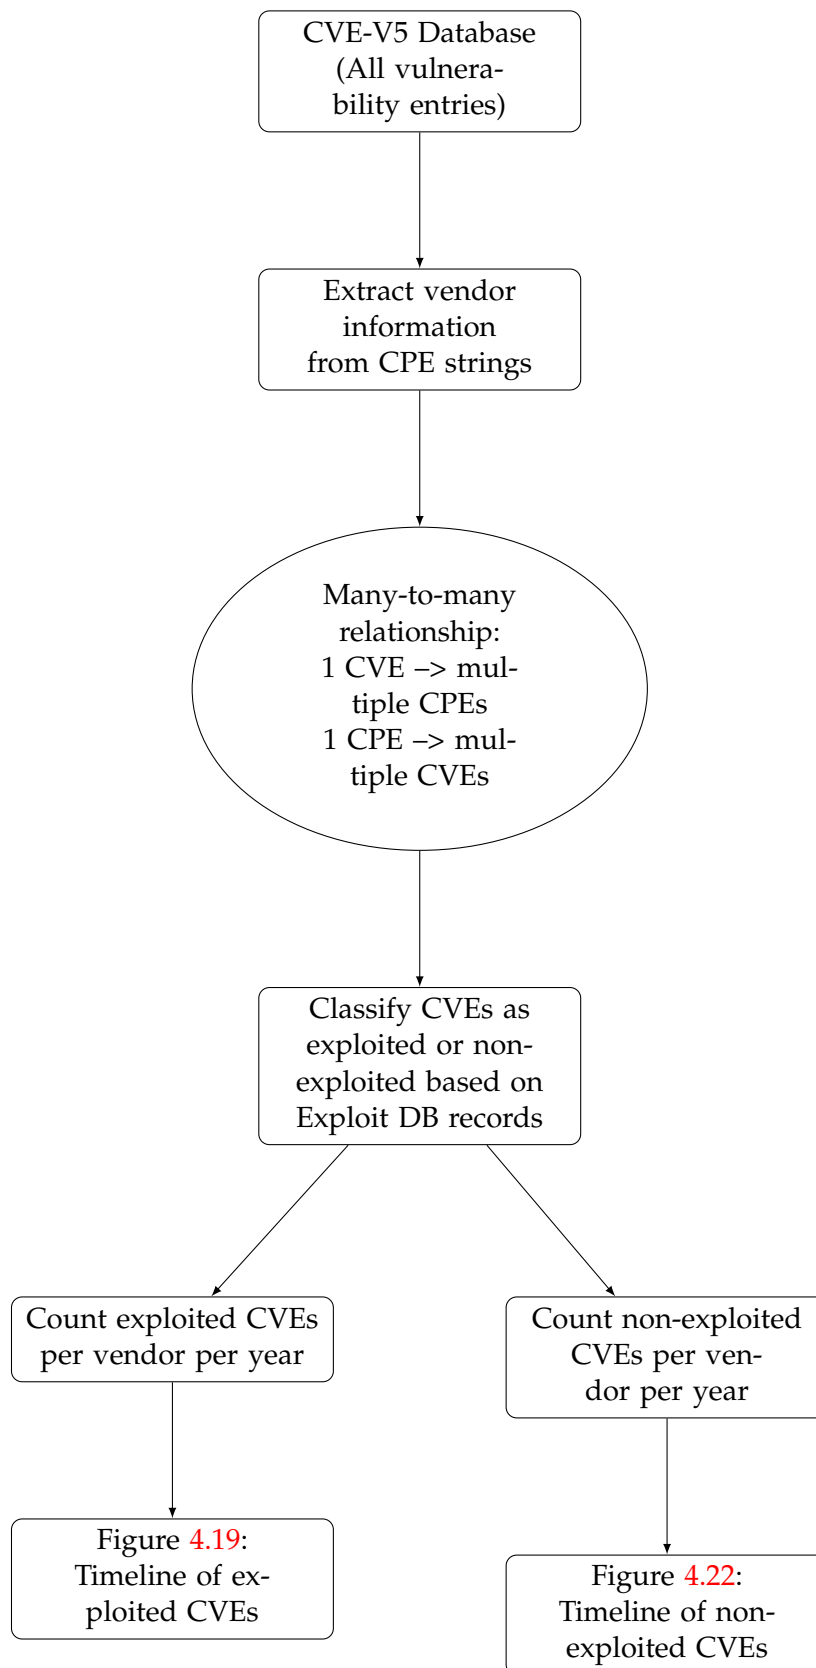 CVE-V5 Database
(All vulnera-
bility entries)
Extract vendor
information
from CPE strings
Many-to-many
relationship:
1 CVE –> mul-
tiple CPEs
1 CPE –> mul-
tiple CVEs
Classify CVEs as
exploited or non-
exploited based on
Exploit DB records
Count exploited CVEs
per vendor per year
Count non-exploited
CVEs per ven-
dor per year
Figure 4.19:
Timeline of ex-
ploited CVEs
Figure 4.22:
Timeline of non-
exploited CVEs